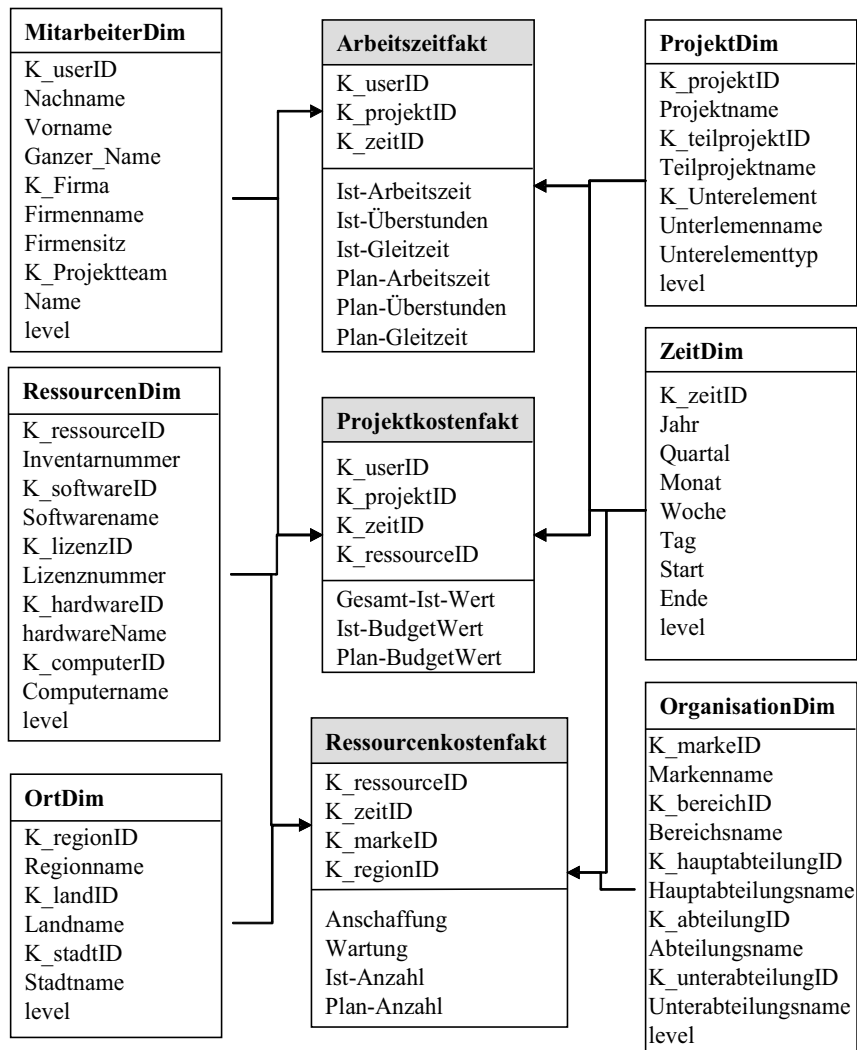 MitarbeiterDim
K_userID
Nachname
Vorname
Ganzer_Name
K_Firma
Firmenname
Firmensitz
K_Projektteam
Name
level
RessourcenDim
K_ressourceID
Inventarnummer
K_softwareID
Softwarename
K_lizenzID
Lizenznummer
K_hardwareID
hardwareName
K_computerID
Computername
level
OrtDim
K_regionID
Regionname
K_landID
Landname
K_stadtID
Stadtname
level
Arbeitszeitfakt
K_userID
K_projektID
K_zeitID
Ist-Arbeitszeit
Ist-Überstunden
Ist-Gleitzeit
Plan-Arbeitszeit
Plan-Überstunden
Plan-Gleitzeit
Projektkostenfakt
K_userID
K_projektID
K_zeitID
K_ressourceID
Gesamt-Ist-Wert
Ist-BudgetWert
Plan-BudgetWert
Ressourcenkostenfakt
K_ressourceID
K_zeitID
K_markeID
K_regionID
Anschaffung
Wartung
Ist-Anzahl
Plan-Anzahl
ProjektDim
K_projektID
Projektname
K_teilprojektID
Teilprojektname
K_Unterelement
Unterlemenname
Unterelementtyp
level
ZeitDim
K_zeitID
Jahr
Quartal
Monat
Woche
Tag
Start
Ende
level
OrganisationDim
K_markeID
Markenname
K_bereichID
Bereichsname
K_hauptabteilungID
Hauptabteilungsname
K_abteilungID
Abteilungsname
K_unterabteilungID
Unterabteilungsname
level